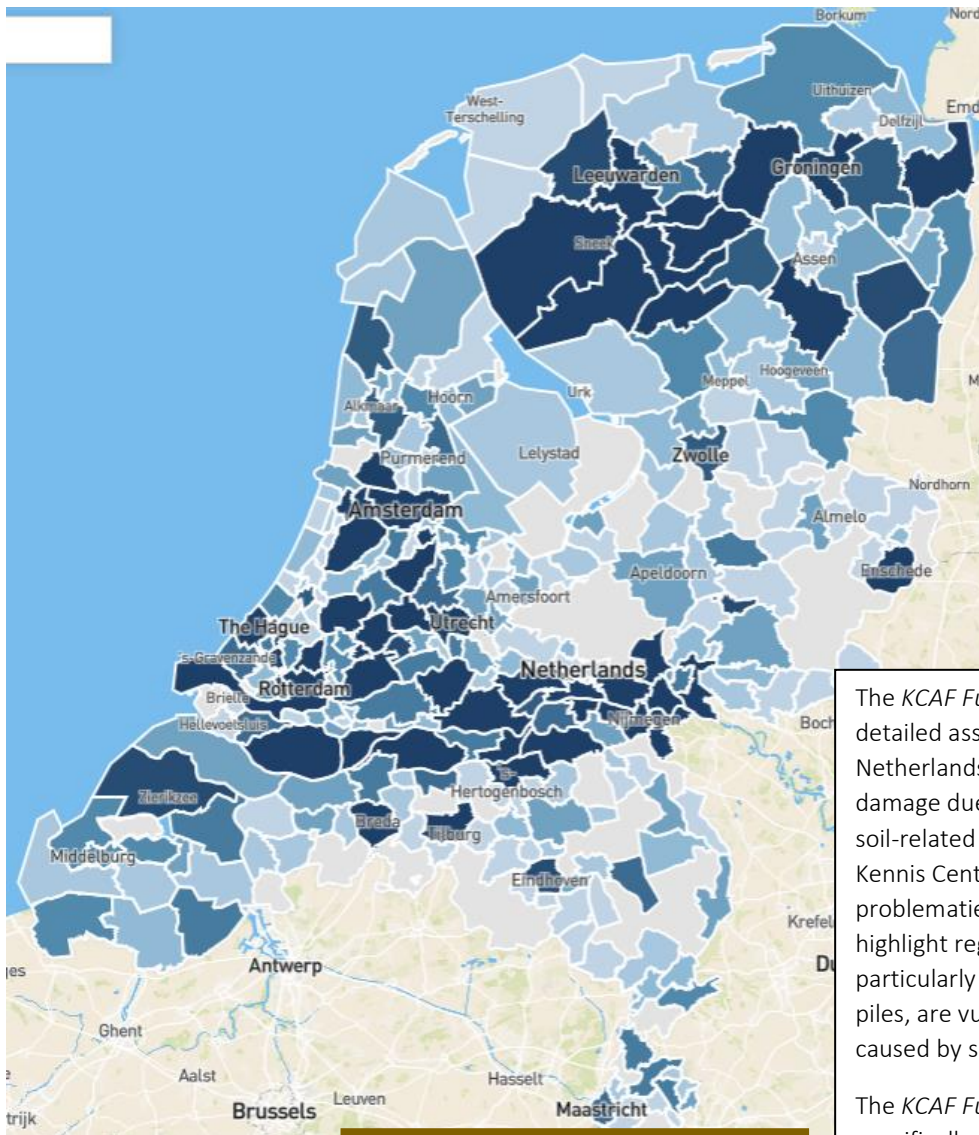 Borkum
Nord
Uithuizen
West-
Terschelling
Delfzijl
Emd
Leeuwarden
Groningen
Sneek
Assen
Hoogeveen
Meppel
Urk
Alkmaar
Hoorn
Purmerend
Lelystad
Zwolle
Nordhorn
Almelo
Amsterdam
Enschede
Apeldoorn
Amersfoort
The Hague
Utrecht
's-Gravenzande
Netherlands
Rotterdam
Brielle
Hellevoetsluis
Nijmegen
Boch
's-
Hertogenbosch
Zierikzee
Breda
Tilburg
Middelburg
Eindhoven
Krefel
Antwerp
Du
Ghent
Aalst
Hasselt
Leuven
Brussels
Maastricht
trijk
The KCAF Fu
detailed ass
Netherlands
damage due
soil-related
Kennis Cent
problematie
highlight reg
particularly
piles, are vu
caused by s
The KCAF Fu